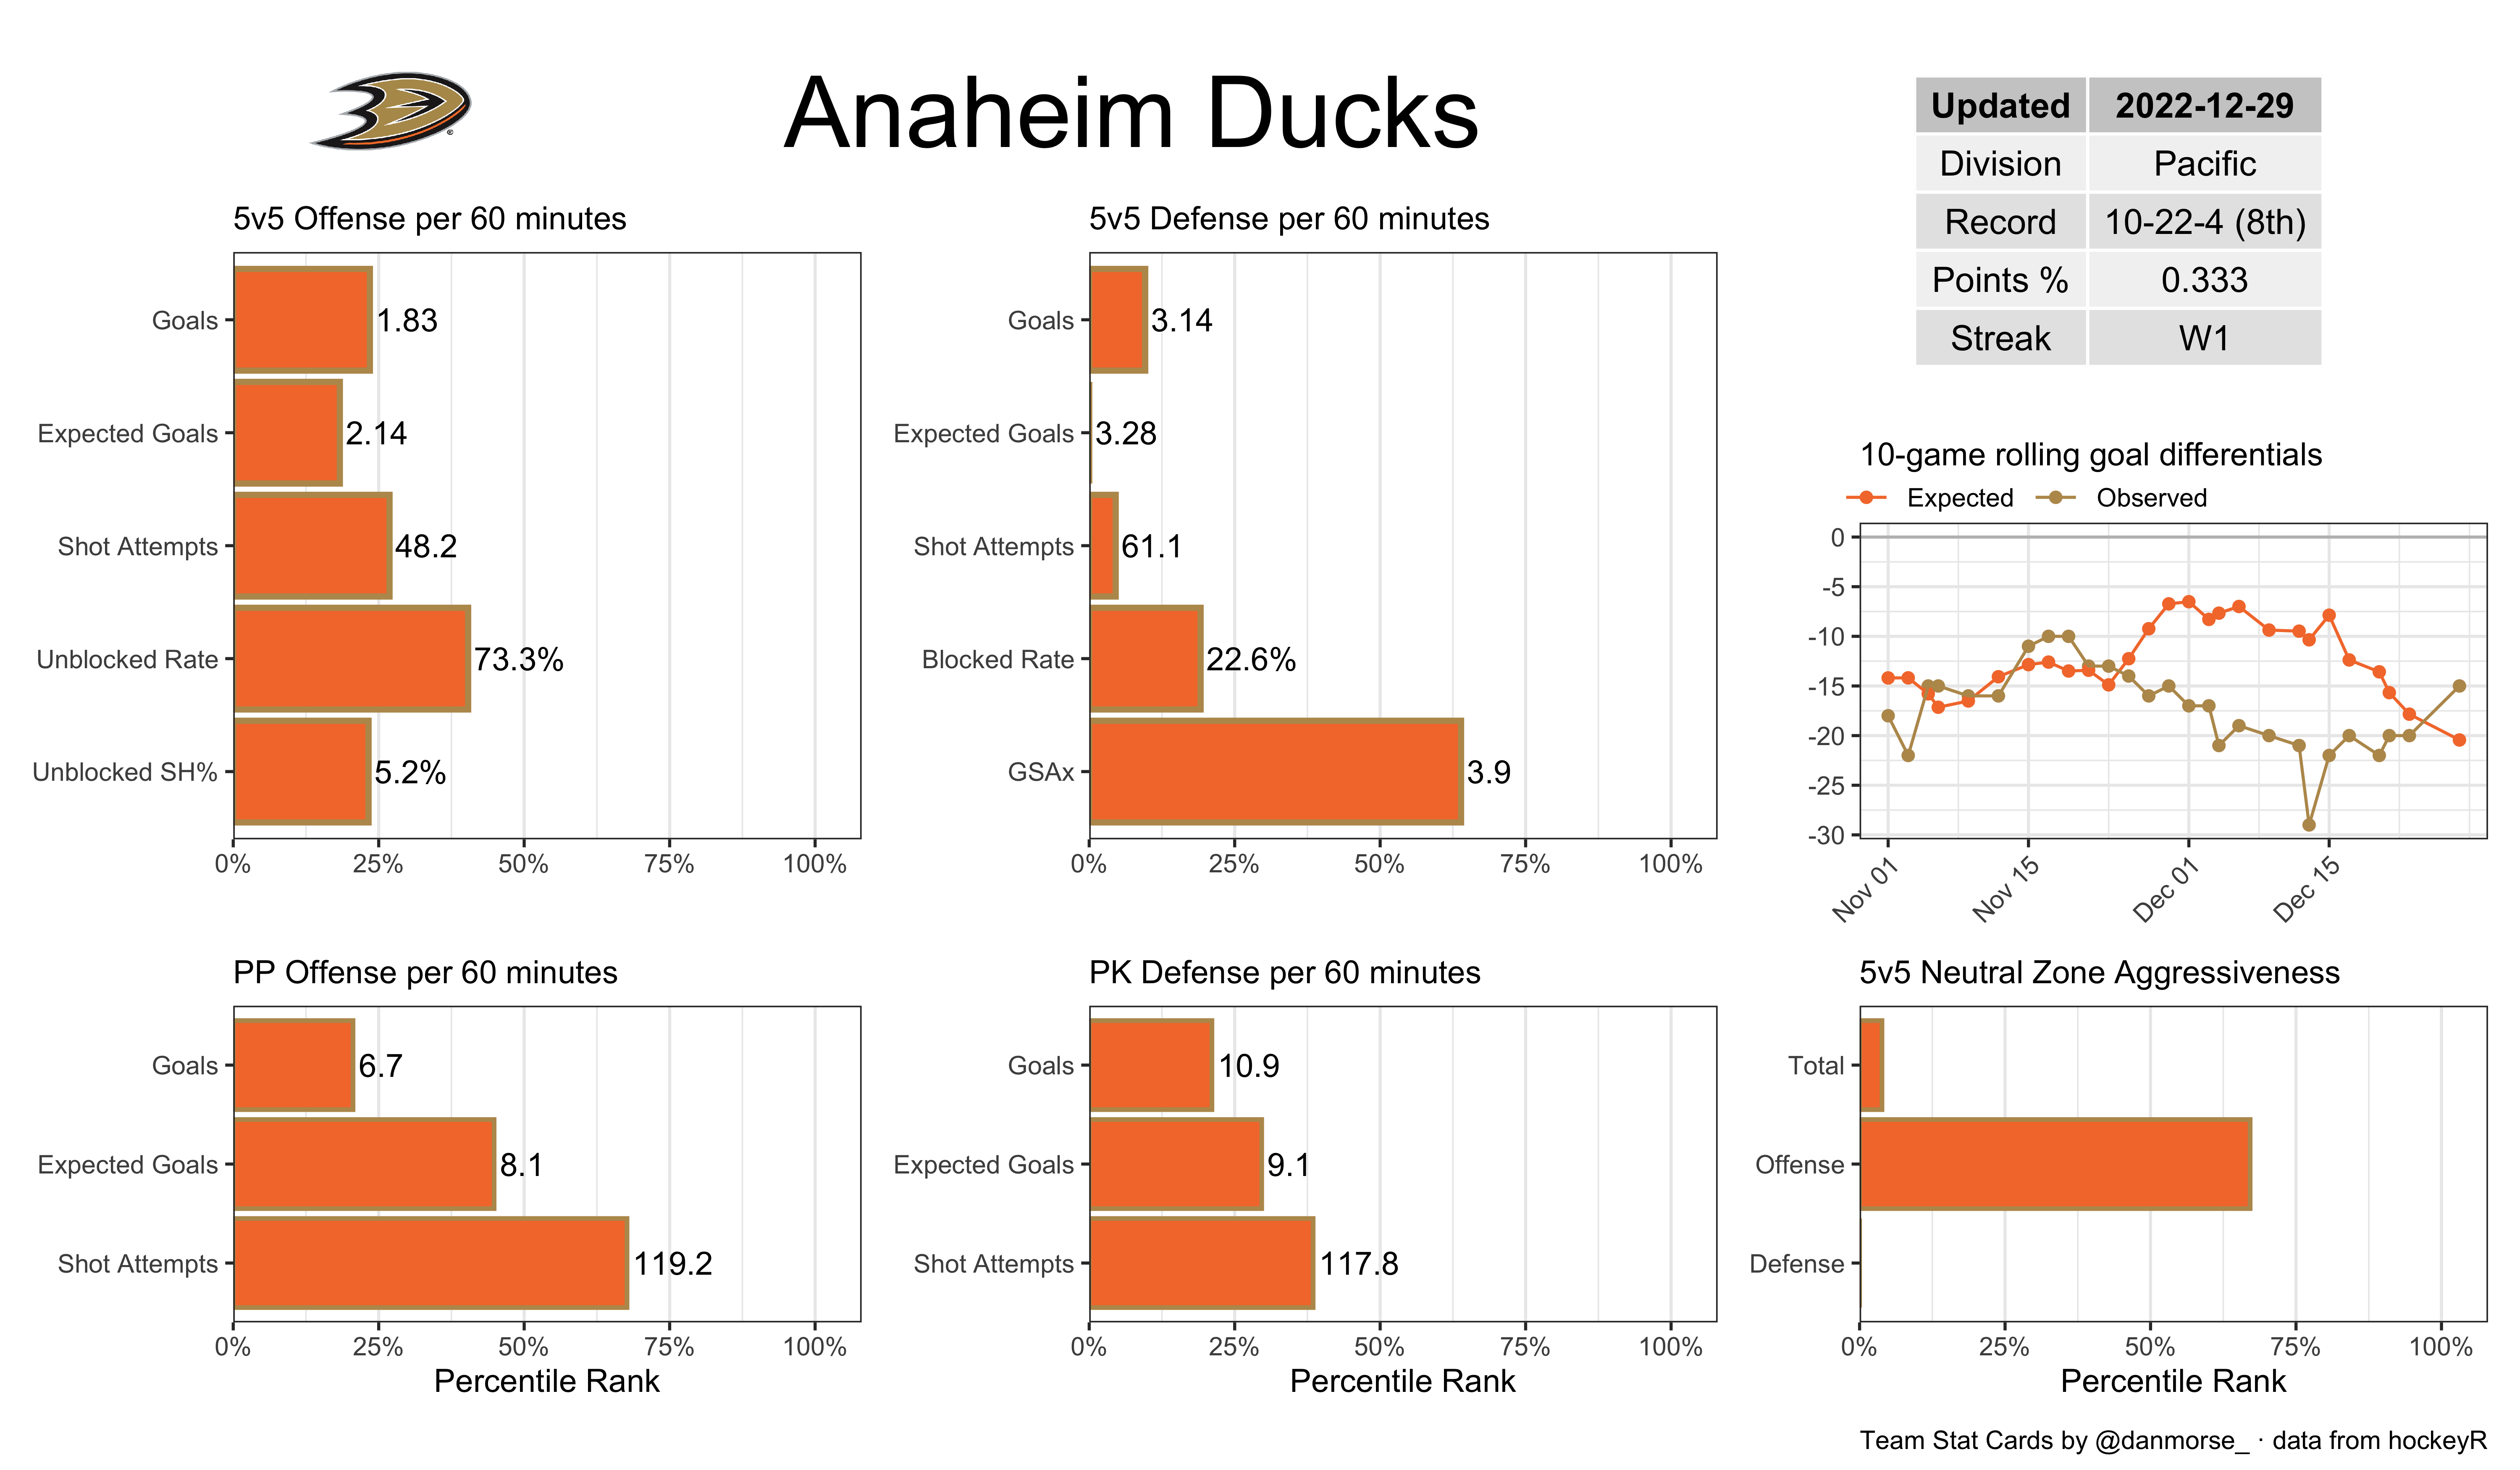 Anaheim Ducks
Updated 2022-12-29
Division Pacific
Record 10-22-4 (8th)
Points % 0.333
Streak W1
5v5 Offense per 60 minutes
Goals 1.83
Expected Goals 2.14
Shot Attempts 48.2
Unblocked Rate 73.3%
Unblocked SH% 5.2%
0% 25% 50% 75% 100%
5v5 Defense per 60 minutes
Goals 3.14
Expected Goals 3.28
Shot Attempts 61.1
Blocked Rate 22.6%
GSAx 3.9
0% 25% 50% 75% 100%
10-game rolling goal differentials
Expected Observed
0
-5
-10
-15
-20
-25
-30
Nov 01 Nov 15 Dec 01 Dec 15
PP Offense per 60 minutes
Goals 6.7
Expected Goals 8.1
Shot Attempts 119.2
0% 25% 50% 75% 100%
Percentile Rank
PK Defense per 60 minutes
Goals 10.9
Expected Goals 9.1
Shot Attempts 117.8
0% 25% 50% 75% 100%
Percentile Rank
5v5 Neutral Zone Aggressiveness
Total
Offense
Defense
0% 25% 50% 75% 100%
Percentile Rank
Team Stat Cards by @danmorse_ · data from hockeyR